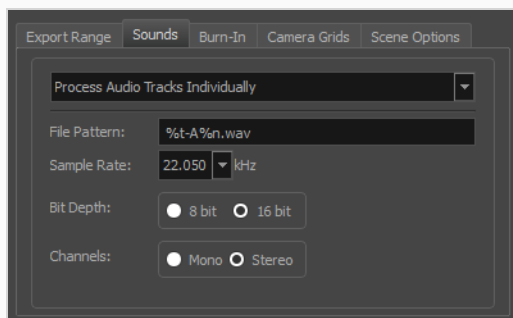 Export Range Sounds Burn-In Camera Grids Scene Options
Process Audio Tracks Individually
File Pattern: %t-A%n.wav
Sample Rate: 22.050 kHz
Bit Depth: 8 bit 16 bit
Channels: Mono Stereo